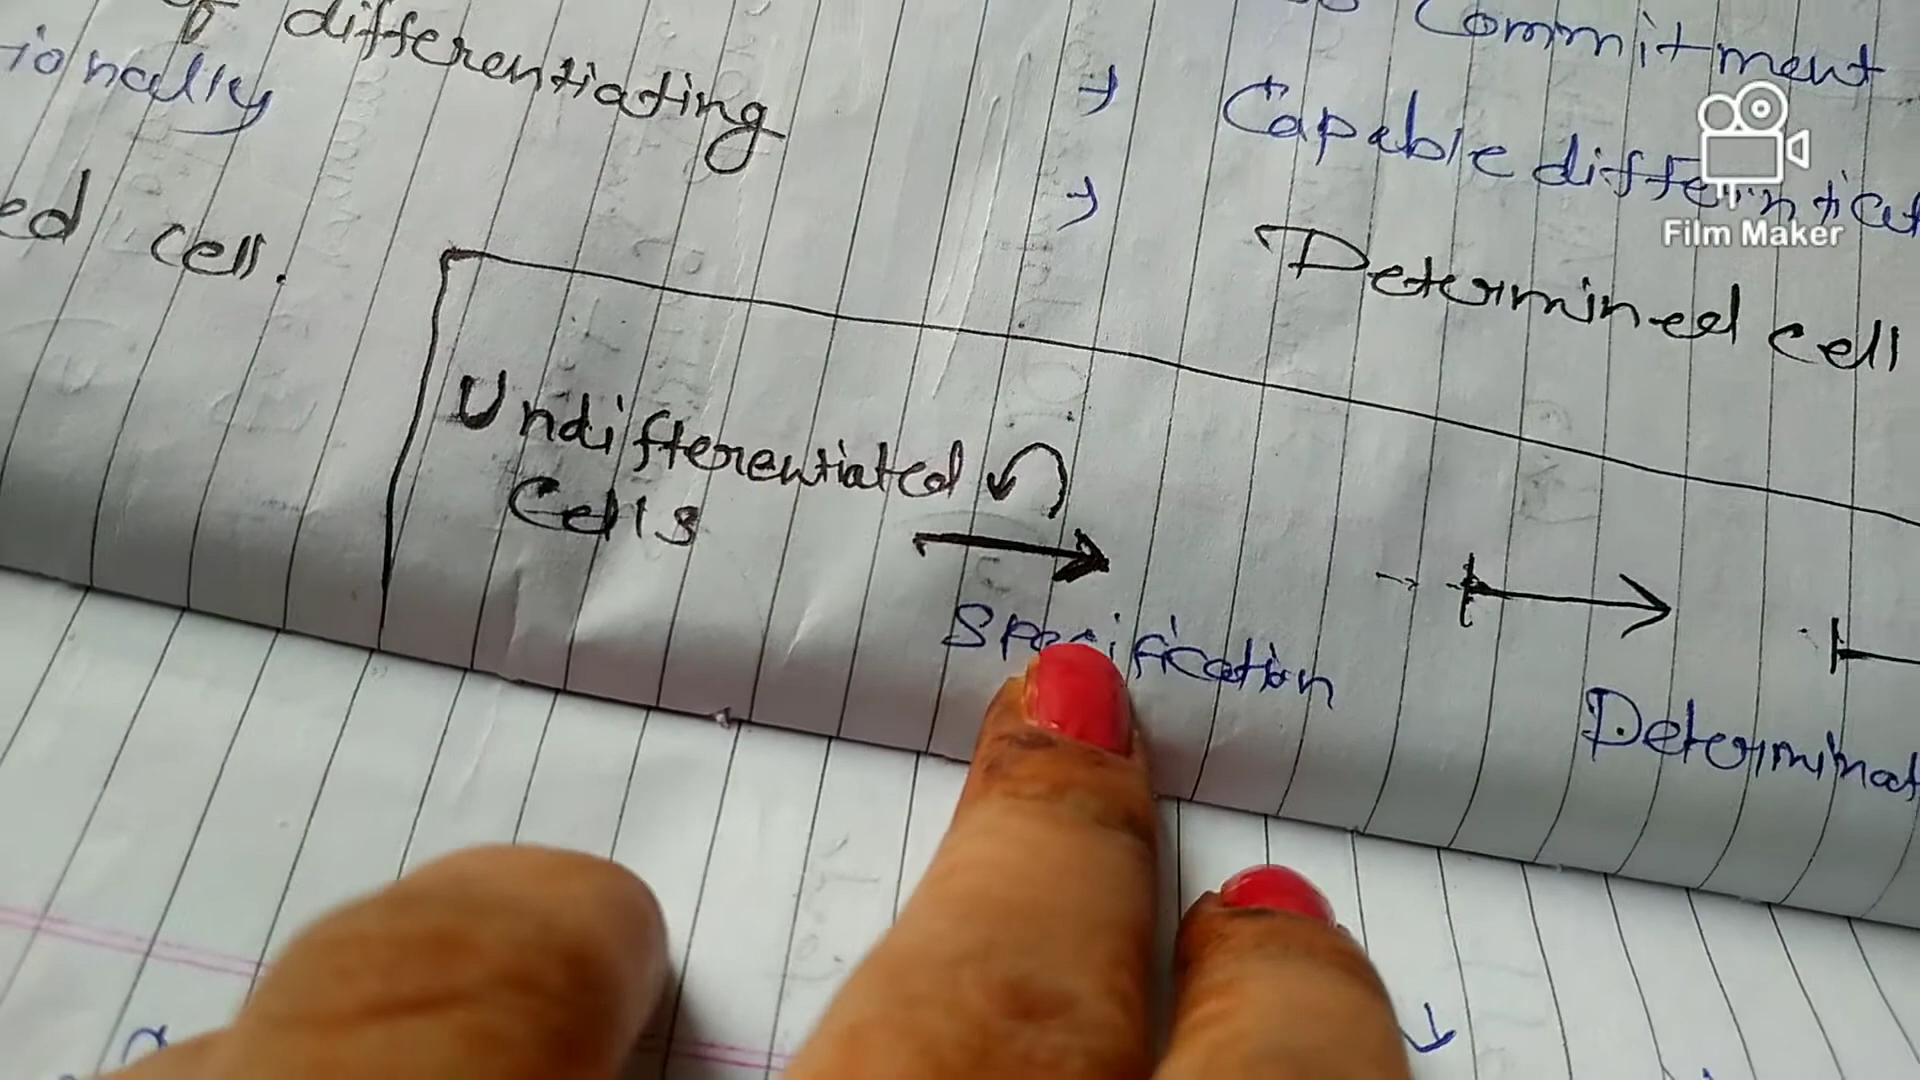 differentiating
ionally
ed cell.
Commitment
Capable differentiat
Determined cell
Undifferentiated
Cells
Specification
Determinat
Film Maker